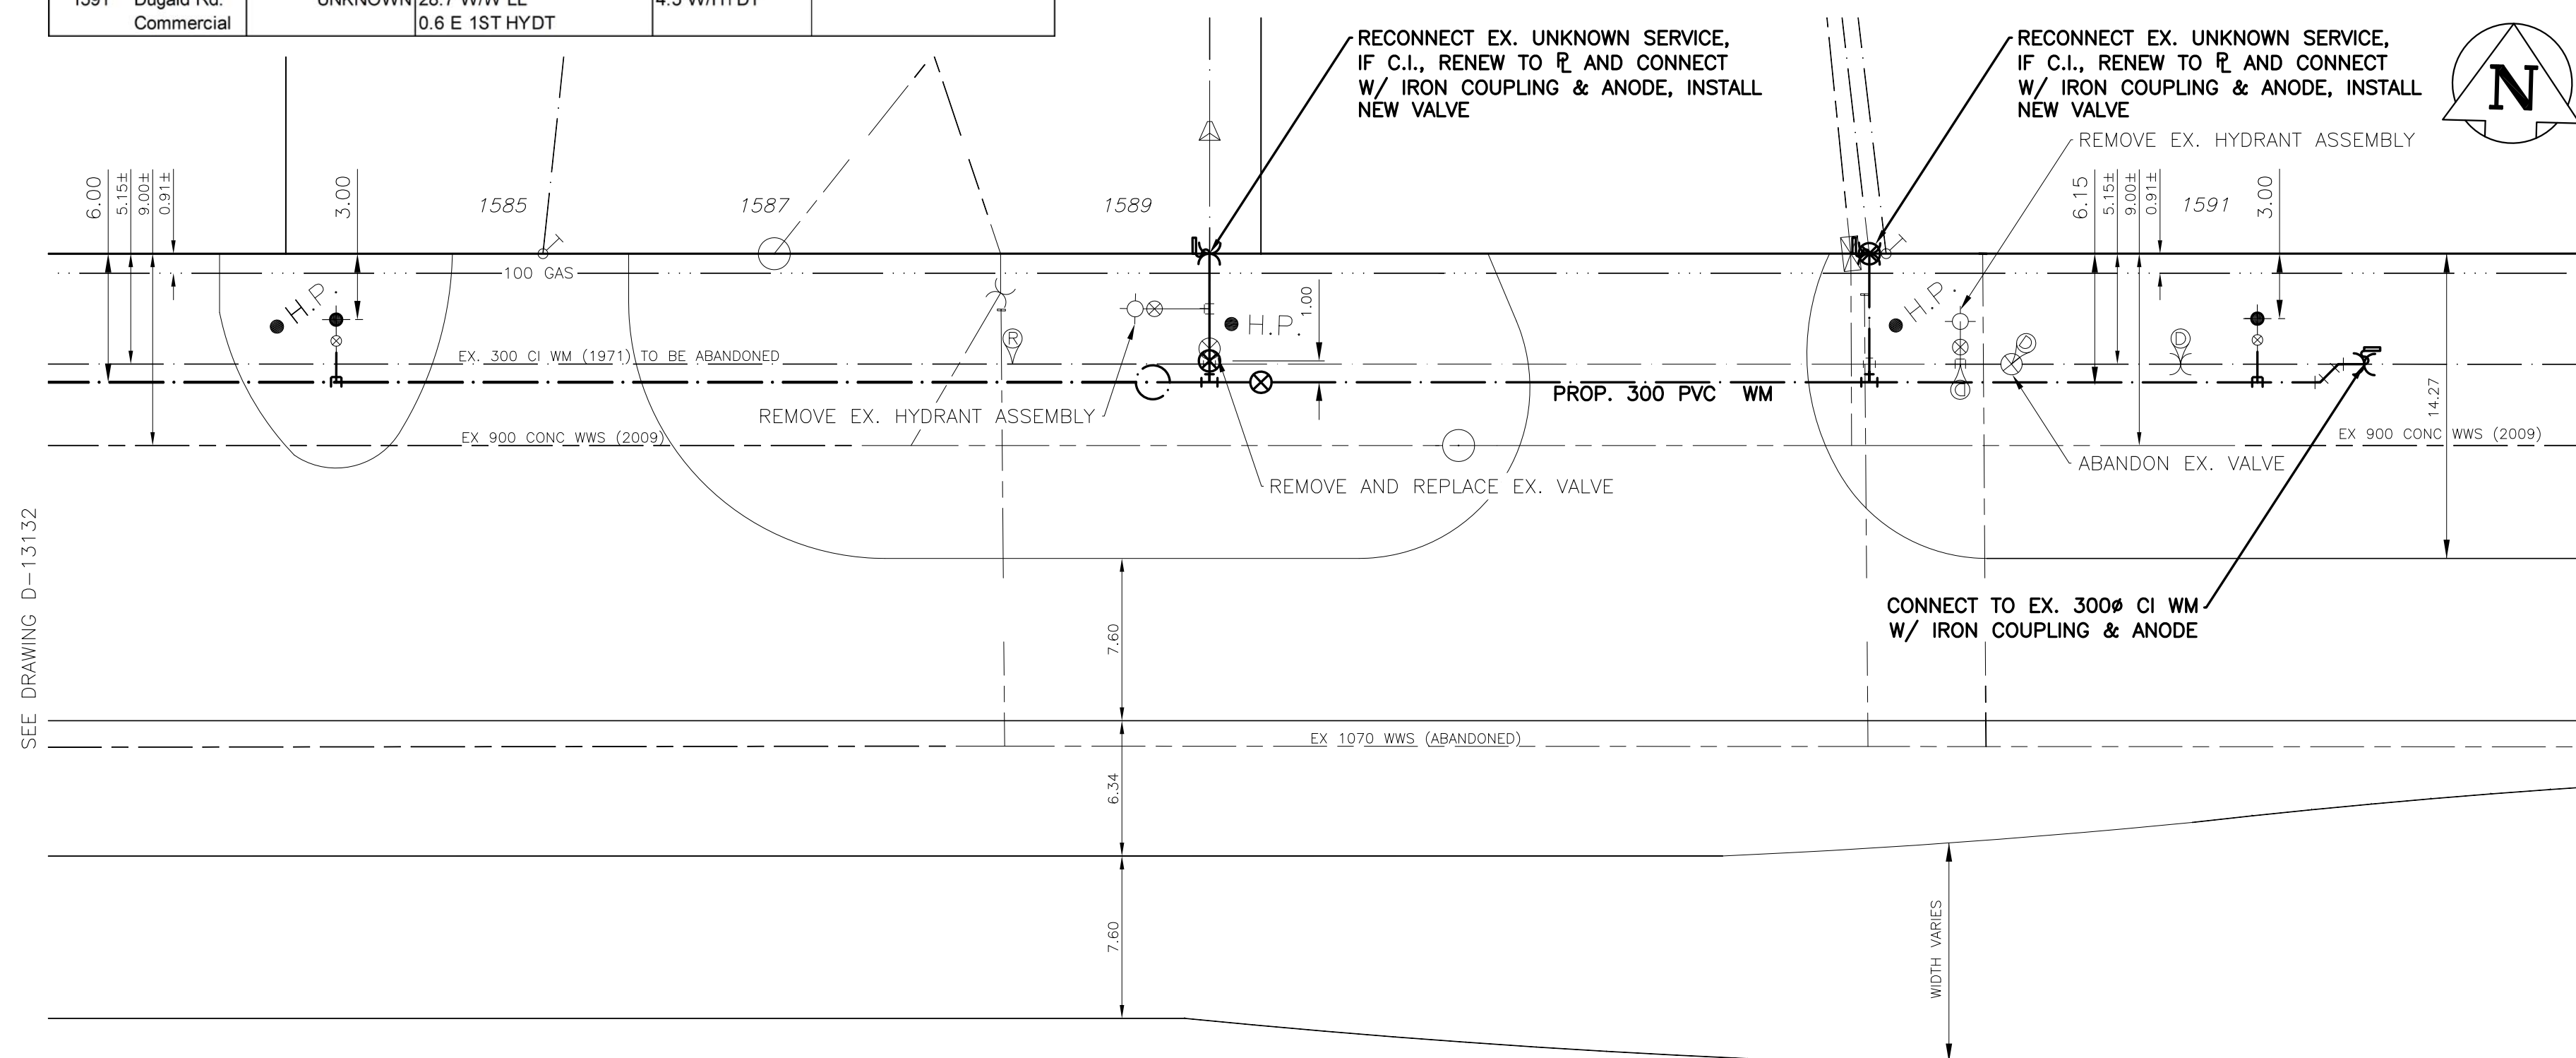 1591 Dugald Rd. UNKNOWN 28.7 W/W LL 4.5 W/HYDT
Commercial 0.6 E 1ST HYDT
RECONNECT EX. UNKNOWN SERVICE,
IF C.I., RENEW TO PL AND CONNECT
W/ IRON COUPLING & ANODE, INSTALL
NEW VALVE
RECONNECT EX. UNKNOWN SERVICE,
IF C.I., RENEW TO PL AND CONNECT
W/ IRON COUPLING & ANODE, INSTALL
NEW VALVE
N
REMOVE EX. HYDRANT ASSEMBLY
6.00
5.15±
9.00±
0.91±
3.00
1585
1587
1589
6.15
5.15±
9.00±
0.91±
1591
3.00
100 GAS
H.P.
H.P.
1.00
H.P.
R
D
D
D
EX. 300 CI WM (1971) TO BE ABANDONED
PROP. 300 PVC WM
REMOVE EX. HYDRANT ASSEMBLY
14.27
EX 900 CONC WWS (2009)
EX 900 CONC WWS (2009)
ABANDON EX. VALVE
REMOVE AND REPLACE EX. VALVE
SEE DRAWING D-13132
CONNECT TO EX. 300ø CI WM
W/ IRON COUPLING & ANODE
7.60
EX 1070 WWS (ABANDONED)
6.34
7.60
WIDTH VARIES